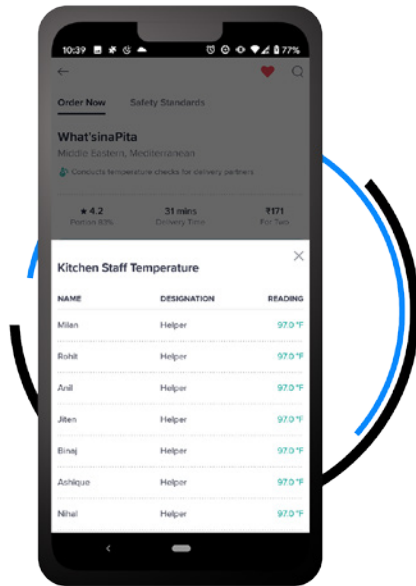 10:39 77%
Order Now Safety Standards
What'sinaPita
Middle Eastern, Mediterranean
Conducts temperature checks for delivery partners
★ 4.2 31 mins ₹171
Portion 83% Delivery Time For Two
Kitchen Staff Temperature
NAME DESIGNATION READING
Milan Helper 97.0 °F
Rohit Helper 97.0 °F
Anil Helper 97.0 °F
Jiten Helper 97.0 °F
Binaj Helper 97.0 °F
Ashique Helper 97.0 °F
Nihal Helper 97.0 °F